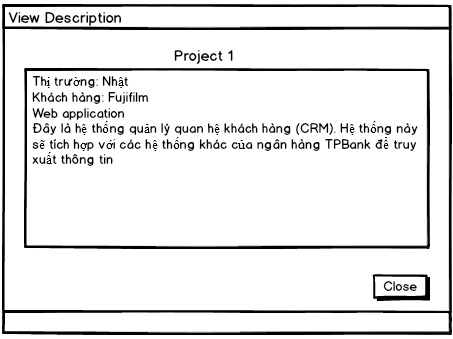 View Description
Project 1
Thị trường: Nhật
Khách hàng: Fujifilm
Web application
Đây là hệ thống quản lý quan hệ khách hàng (CRM). Hệ thống này
sẽ tích hợp với các hệ thống khác của ngân hàng TPBank để truy
xuất thông tin
Close